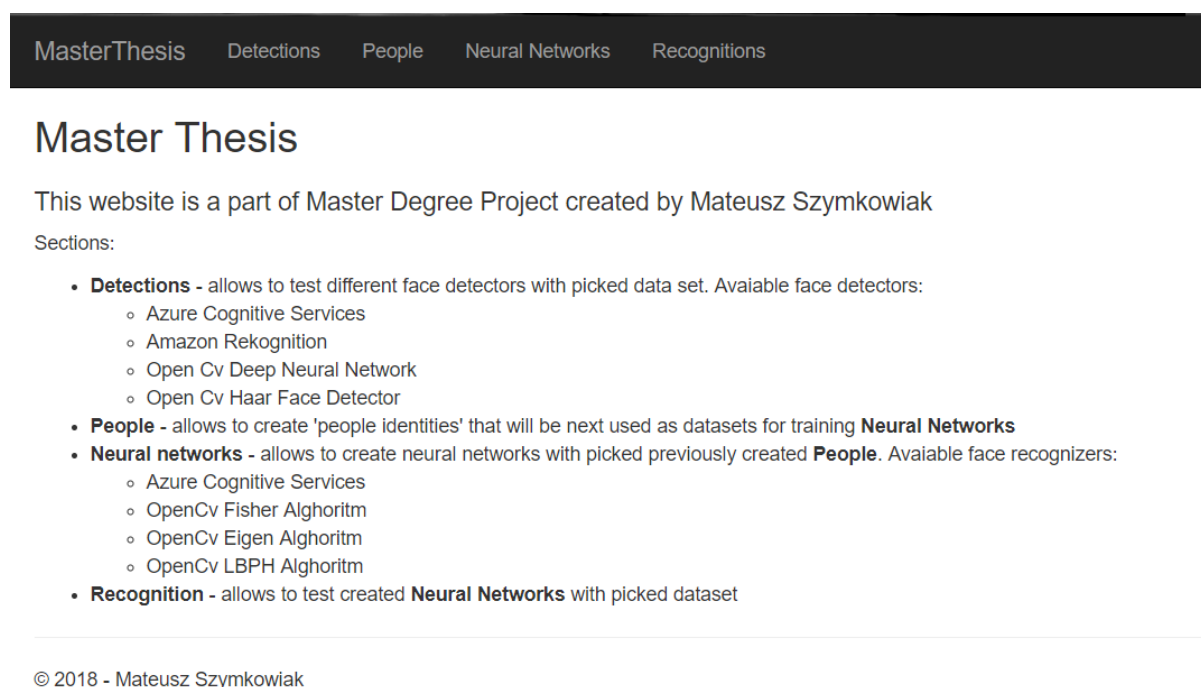 MasterThesis Detections People Neural Networks Recognitions
Master Thesis
This website is a part of Master Degree Project created by Mateusz Szymkowiak
Sections:
Detections - allows to test different face detectors with picked data set. Avaiable face detectors:
Azure Cognitive Services
Amazon Rekognition
Open Cv Deep Neural Network
Open Cv Haar Face Detector
People - allows to create 'people identities' that will be next used as datasets for training Neural Networks
Neural networks - allows to create neural networks with picked previously created People. Avaiable face recognizers:
Azure Cognitive Services
OpenCv Fisher Alghoritm
OpenCv Eigen Alghoritm
OpenCv LBPH Alghoritm
Recognition - allows to test created Neural Networks with picked dataset
© 2018 - Mateusz Szymkowiak